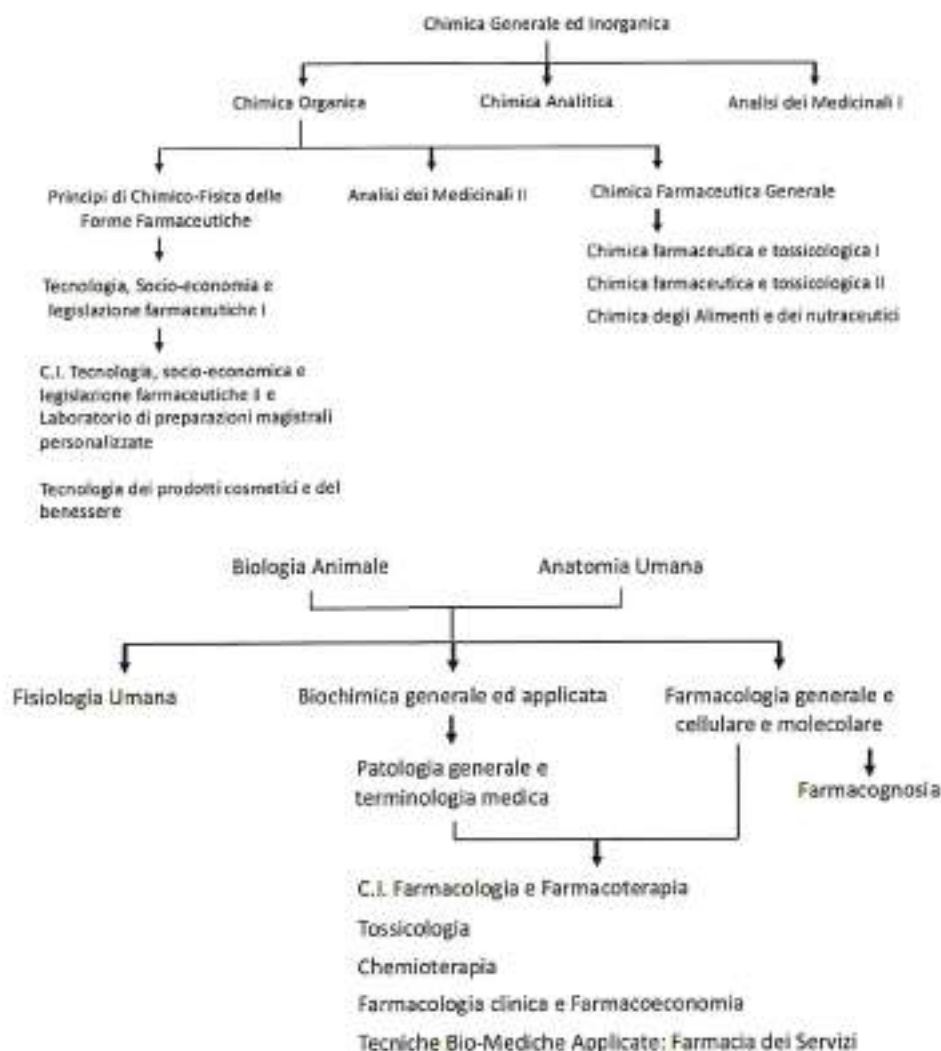 Chimica Generale ed Inorganica
Chimica Organica
Chimica Analitica
Analisi dei Medicinali I
Principi di Chimico-Fisica delle
Forme Farmaceutiche
Analisi dei Medicinali II
Chimica Farmaceutica Generale
Tecnologia, Socio-economia e
legislazione farmaceutiche I
Chimica farmaceutica e tossicologica I
Chimica farmaceutica e tossicologica II
Chimica degli Alimenti e dei nutraceutici
C.I. Tecnologia, socio-economica e
legislazione farmaceutiche II e
Laboratorio di preparazioni magistrali
personalizzate
Tecnologia dei prodotti cosmetici e del
benessere
Biologia Animale
Anatomia Umana
Fisiologia Umana
Biochimica generale ed applicata
Farmacologia generale e
cellulare e molecolare
Patologia generale e
terminologia medica
Farmacognosia
C.I. Farmacologia e Farmacoterapia
Tossicologia
Chemioterapia
Farmacologia clinica e Farmacoeconomia
Tecniche Bio-Mediche Applicate: Farmacia dei Servizi